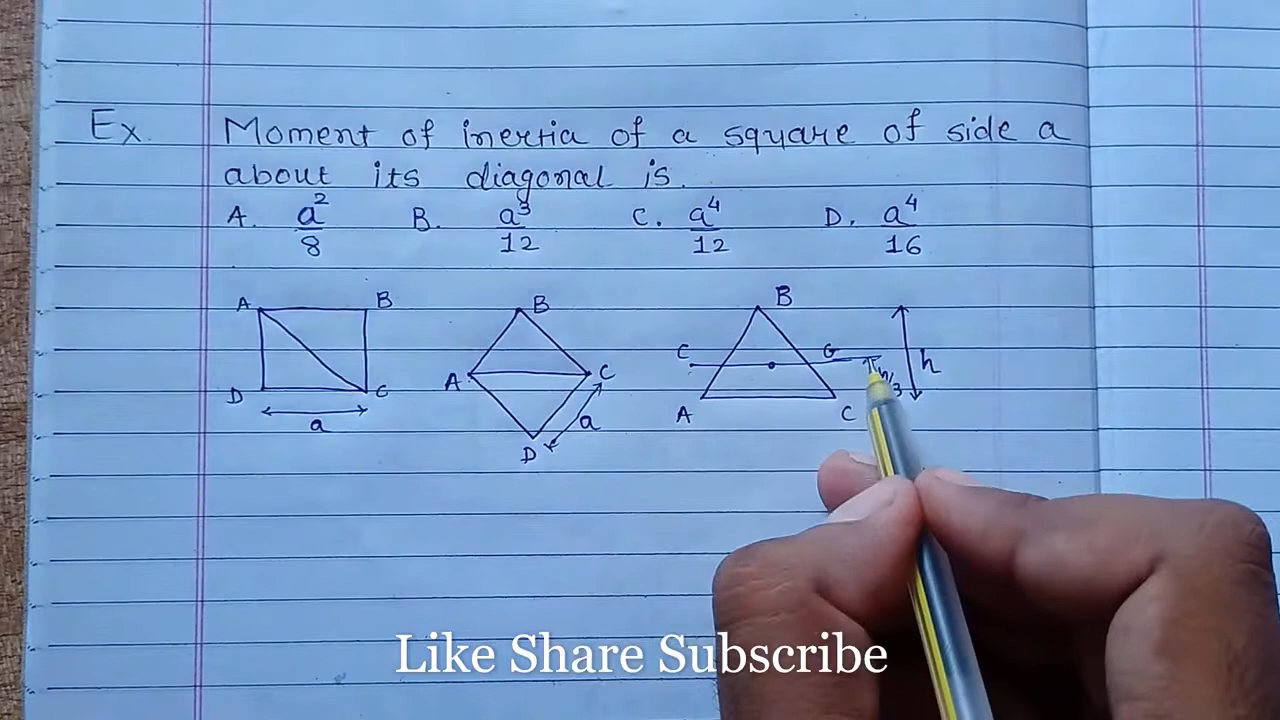 Ex. Moment of inertia of a square of side a
about its diagonal is.
A. a²/8 B. a³/12 C. a⁴/12 D. a⁴/16
A B
D C
a
B
A C
D
a
B
C G
h
h/3
A C
Like Share Subscribe